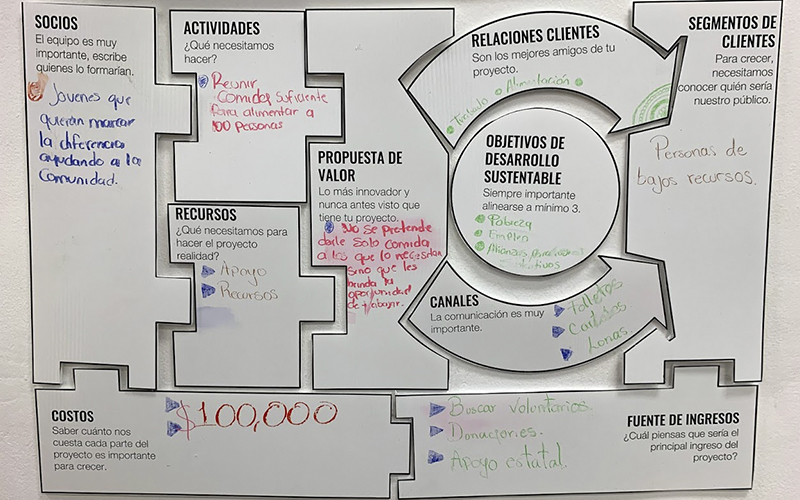 SOCIOS
El equipo es muy
importante, escribe
quienes lo formarían.
Jovenes que
quieran marcar
la diferencia
ayudando a la
Comunidad.
ACTIVIDADES
¿Qué necesitamos
hacer?
Reunir
Comida suficiente
para alimentar a
100 personas
RECURSOS
¿Qué necesitamos para
hacer el proyecto
realidad?
Apoyo
Recursos
PROPUESTA DE
VALOR
Lo más innovador y
nunca antes visto que
tiene tu proyecto.
No se pretende
darle solo comida
a los que lo necesitan
sino que les
brinda la
oportunidad
de trabajar.
RELACIONES CLIENTES
Son los mejores amigos de tu
proyecto.
Trabajo
Alimentación
OBJETIVOS DE
DESARROLLO
SUSTENTABLE
Siempre importante
alinearse a mínimo 3.
Pobreza
Empleo
Alianzas
CANALES
La comunicación es muy
importante.
Folletos
Carteles
Lonas.
SEGMENTOS DE
CLIENTES
Para crecer,
necesitamos
conocer quién sería
nuestro público.
Personas de
bajos recursos.
COSTOS
Saber cuánto nos
cuesta cada parte del
proyecto es importante
para crecer.
$100,000
Buscar voluntarios.
Donaciones.
Apoyo estatal.
FUENTE DE INGRESOS
¿Cuál piensas que sería el
principal ingreso del
proyecto?